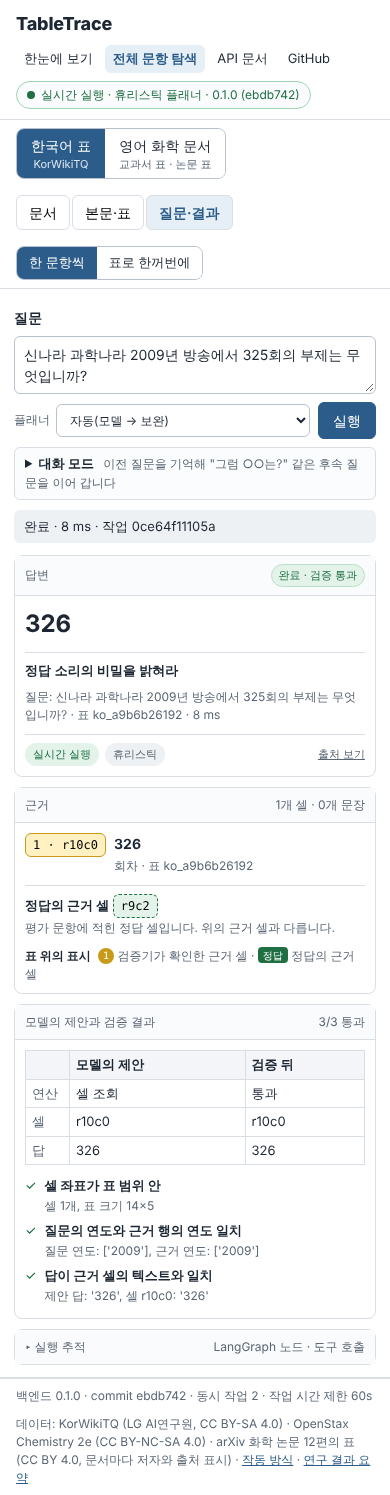 TableTrace
한눈에 보기 전체 문항 탐색 API 문서 GitHub
실시간 실행 · 휴리스틱 플래너 · 0.1.0 (ebdb742)
한국어 표 영어 화학 문서
KorWikiTQ 교과서 표 · 논문 표
문서 본문·표 질문·결과
한 문항씩 표로 한꺼번에
질문
신나라 과학나라 2009년 방송에서 325회의 부제는 무
엇입니까?
플래너 자동(모델 → 보완) 실행
▶ 대화 모드 이전 질문을 기억해 "그럼 ○○는?" 같은 후속 질
문을 이어 갑니다
완료 · 8 ms · 작업 0ce64f11105a
답변 완료 · 검증 통과
326
정답 소리의 비밀을 밝혀라
질문: 신나라 과학나라 2009년 방송에서 325회의 부제는 무엇
입니까? · 표 ko_a9b6b26192 · 8 ms
실시간 실행 휴리스틱 출처 보기
근거 1개 셀 · 0개 문장
1 · r10c0 326
회차 · 표 ko_a9b6b26192
정답의 근거 셀 r9c2
평가 문항에 적힌 정답 셀입니다. 위의 근거 셀과 다릅니다.
표 위의 표시 1 검증기가 확인한 근거 셀 · 정답 정답의 근거
셀
모델의 제안과 검증 결과 3/3 통과
모델의 제안 검증 뒤
연산 셀 조회 통과
셀 r10c0 r10c0
답 326 326
✓ 셀 좌표가 표 범위 안
셀 1개, 표 크기 14×5
✓ 질문의 연도와 근거 행의 연도 일치
질문 연도: ['2009'], 근거 연도: ['2009']
✓ 답이 근거 셀의 텍스트와 일치
제안 답: '326', 셀 r10c0: '326'
▸ 실행 추적 LangGraph 노드 · 도구 호출
백엔드 0.1.0 · commit ebdb742 · 동시 작업 2 · 작업 시간 제한 60s
데이터: KorWikiTQ (LG AI연구원, CC BY-SA 4.0) · OpenStax
Chemistry 2e (CC BY-NC-SA 4.0) · arXiv 화학 논문 12편의 표
(CC BY 4.0, 문서마다 저자와 출처 표시) · 작동 방식 · 연구 결과 요
약